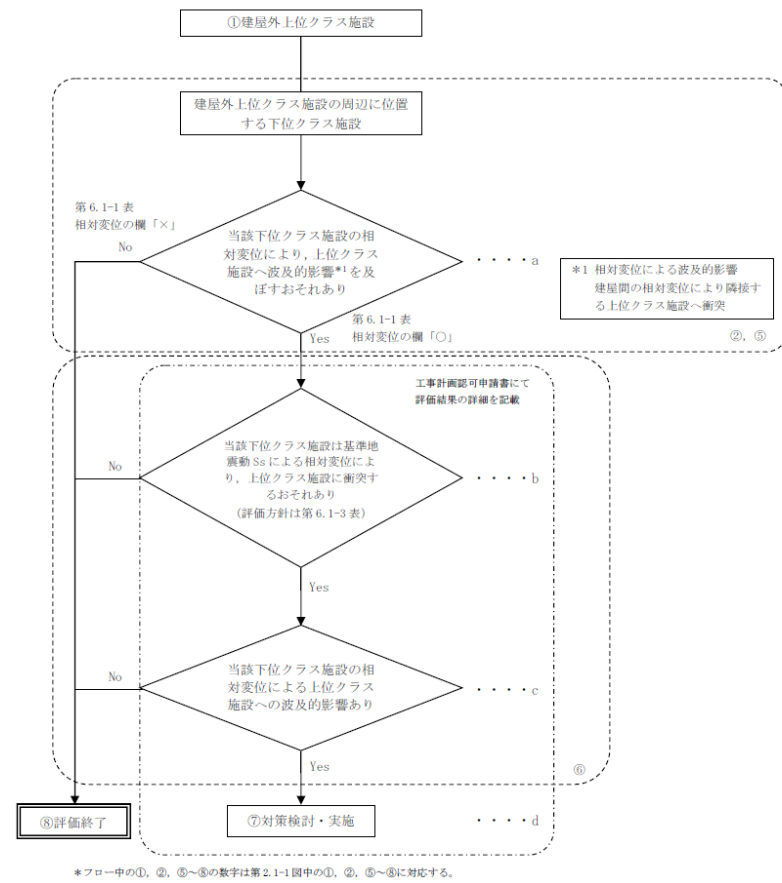 ①建屋外上位クラス施設
建屋外上位クラス施設の周辺に位置
する下位クラス施設
第 6.1-1 表
相対変位の欄「×」
No
当該下位クラス施設の相
対変位により, 上位クラス
施設へ波及的影響*1を及
ぼすおそれあり
・・・・a
*1 相対変位による波及的影響
建屋間の相対変位により隣接す
る上位クラス施設へ衝突
Yes
第 6.1-1 表
相対変位の欄「○」
②, ⑤
工事計画認可申請書にて
評価結果の詳細を記載
No
当該下位クラス施設は基準地
震動 Ss による相対変位によ
り, 上位クラス施設に衝突す
るおそれあり
(評価方針は第 6.1-3 表)
・・・・b
Yes
No
当該下位クラス施設の相
対変位による上位クラス
施設への波及的影響あり
・・・・c
Yes
⑥
⑧評価終了
⑦対策検討・実施
・・・・d
*フロー中の①, ②, ⑤~⑧の数字は第 2.1-1 図中の①, ②, ⑤~⑧に対応する。